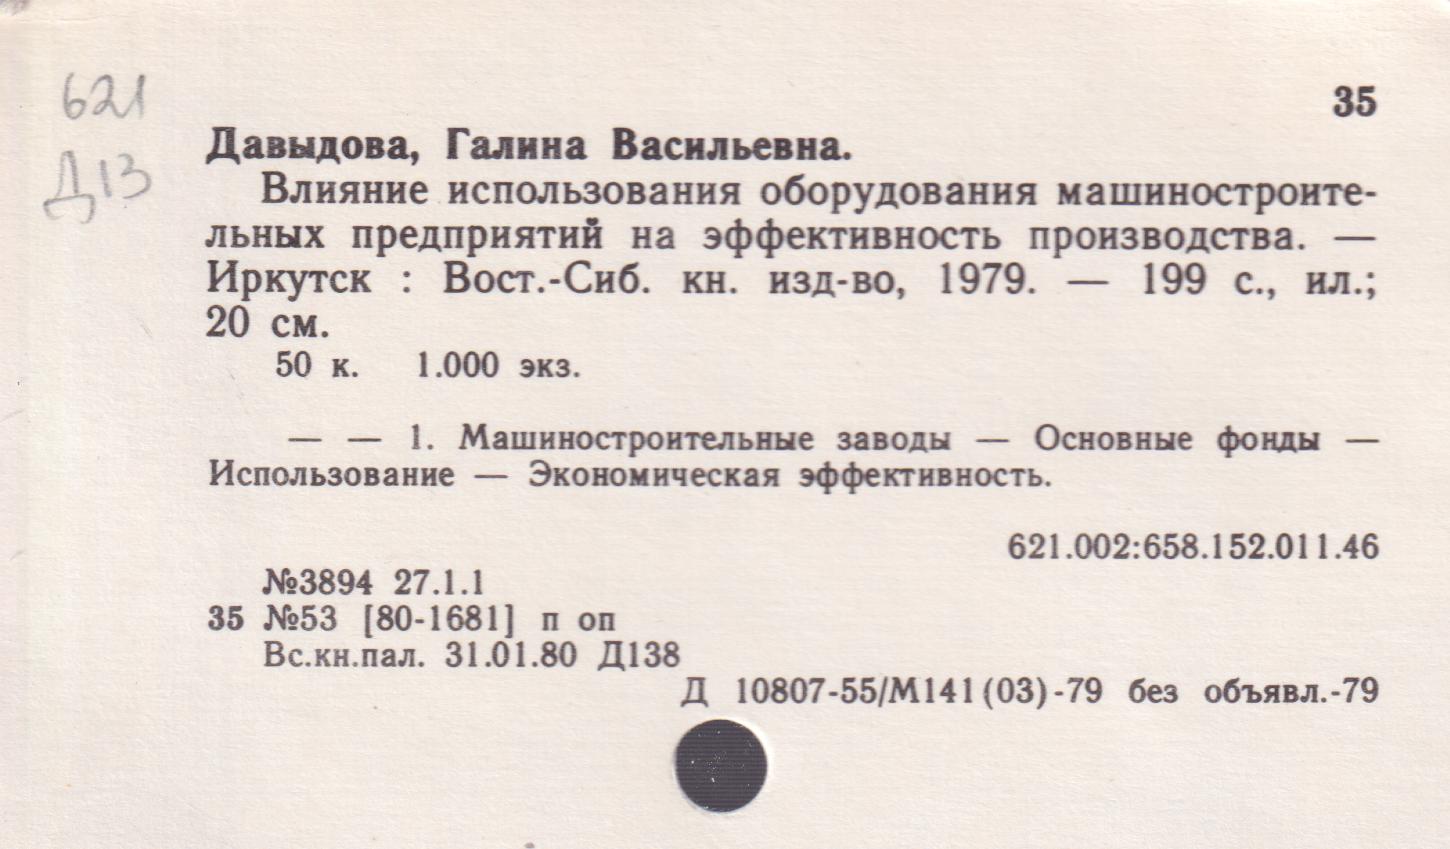 621
35
Давыдова, Галина Васильевна.
Д13
Влияние использования оборудования машиностроите-
льных предприятий на эффективность производства. —
Иркутск : Вост.-Сиб. кн. изд-во, 1979. — 199 с., ил.;
20 см.
50 к. 1.000 экз.
— — 1. Машиностроительные заводы — Основные фонды —
Использование — Экономическая эффективность.
621.002:658.152.011.46
№3894 27.1.1
35 №53 [80-1681] п оп
Вс.кн.пал. 31.01.80 Д138
Д 10807-55/М141(03)-79 без объявл.-79